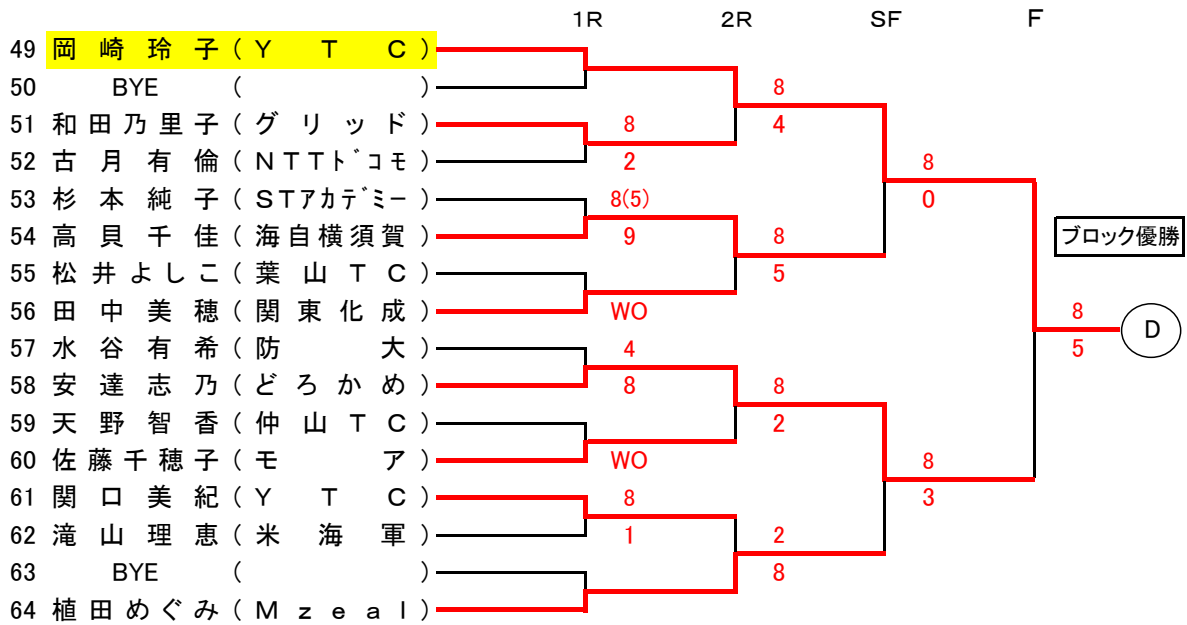 1R 2R SF F
49 岡崎玲子(YTC)
50 BYE ( ) 8
51 和田乃里子(グリッド) 8 4
52 古月有倫(NTTドコモ) 2 8
53 杉本純子(STアカデミー) 8(5) 0
54 高貝千佳(海自横須賀) 9 8 ブロック優勝
55 松井よしこ(葉山TC) 5
56 田中美穂(関東化成) WO 8 D
57 水谷有希(防大) 4 5
58 安達志乃(どろかめ) 8 8
59 天野智香(仲山TC) 2
60 佐藤千穂子(モア) WO 8
61 関口美紀(YTC) 8 3
62 滝山理恵(米海軍) 1 2
63 BYE ( ) 8
64 植田めぐみ(Mzeal)